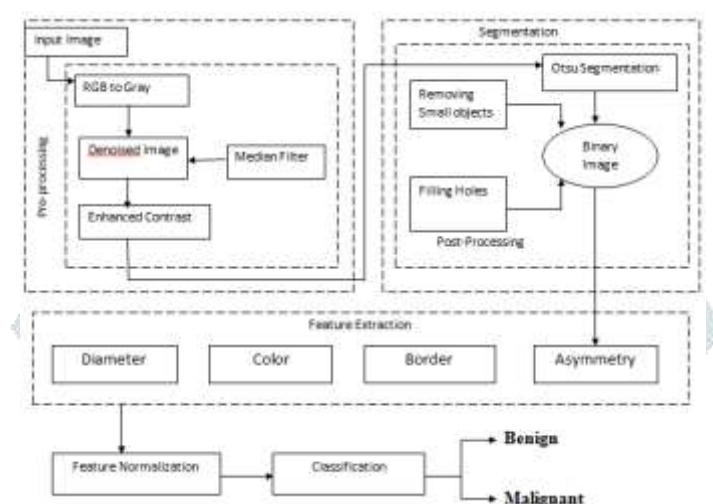 Input Image
Pro-processing
RGB to Gray
Denoised Image
Median Filter
Enhanced Contrast
Segmentation
Otsu Segmentation
Removing
Small objects
Binary
Image
Filling Holes
Post-Processing
Feature Extraction
Diameter
Color
Border
Asymmetry
Feature Normalization
Classification
Benign
Malignant